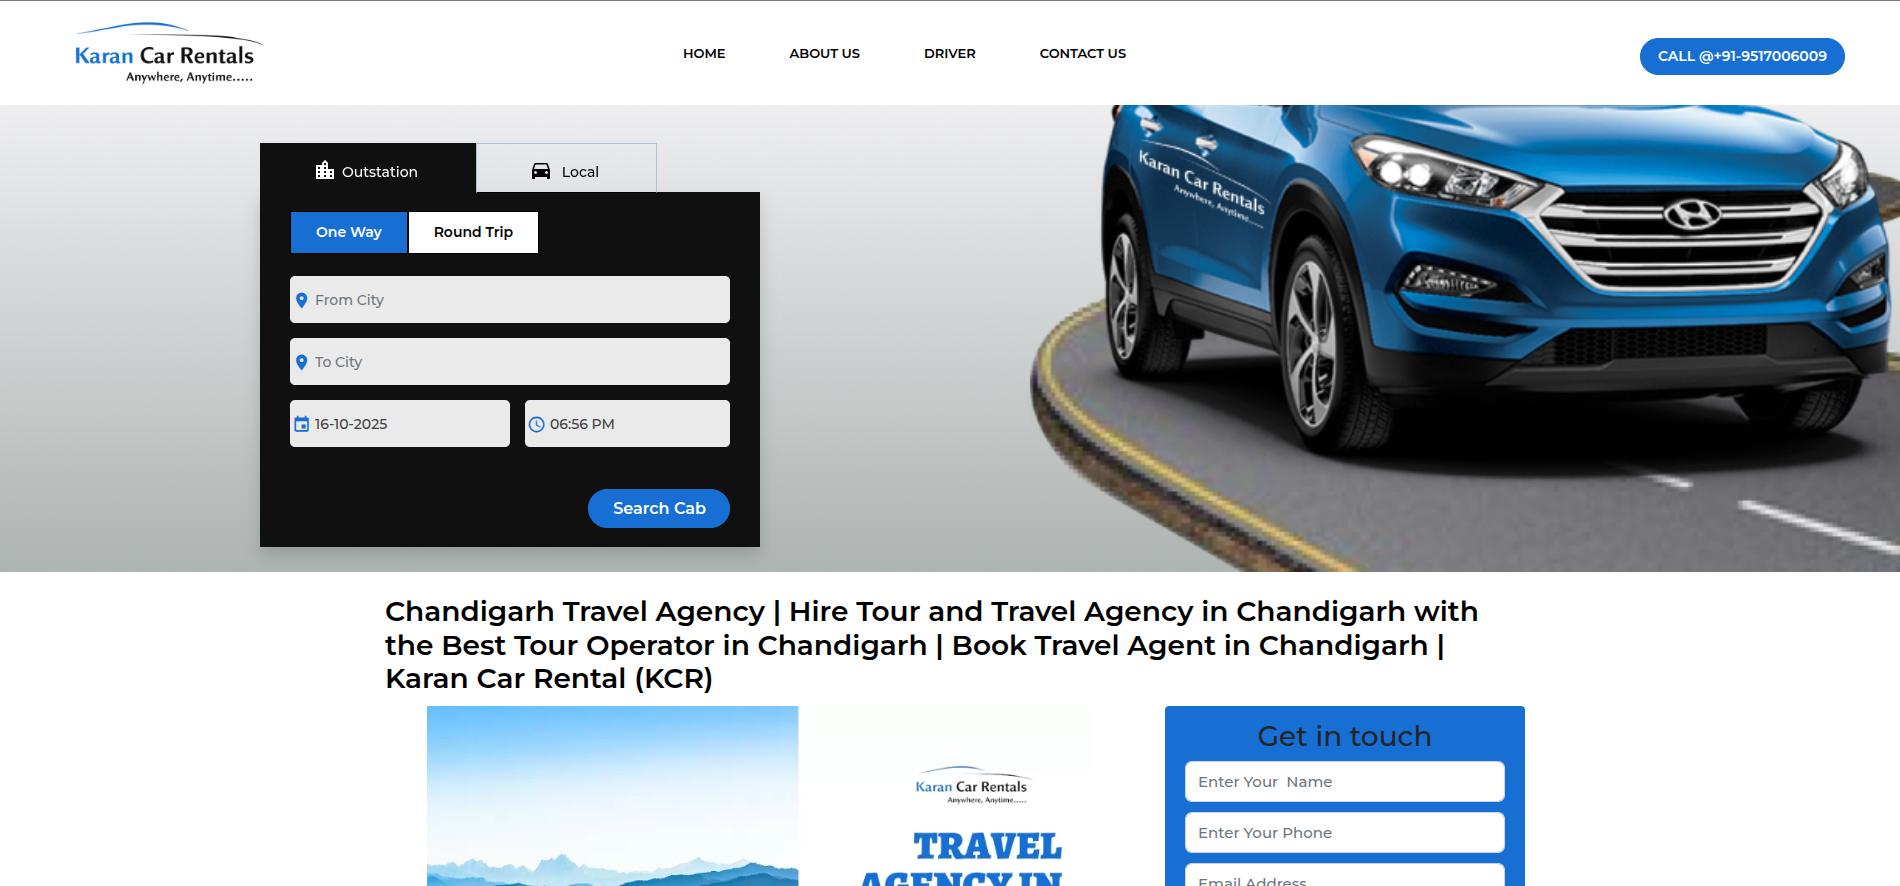 Karan Car Rentals
Anywhere, Anytime.....
HOME
ABOUT US
DRIVER
CONTACT US
CALL @+91-9517006009
Outstation
Local
One Way
Round Trip
From City
To City
16-10-2025
06:56 PM
Search Cab
Karan Car Rentals
Anywhere, Anytime.....
Chandigarh Travel Agency | Hire Tour and Travel Agency in Chandigarh with
the Best Tour Operator in Chandigarh | Book Travel Agent in Chandigarh |
Karan Car Rental (KCR)
Karan Car Rentals
Anywhere, Anytime.....
TRAVEL
AGENCY IN
Get in touch
Enter Your  Name
Enter Your Phone
Email Address